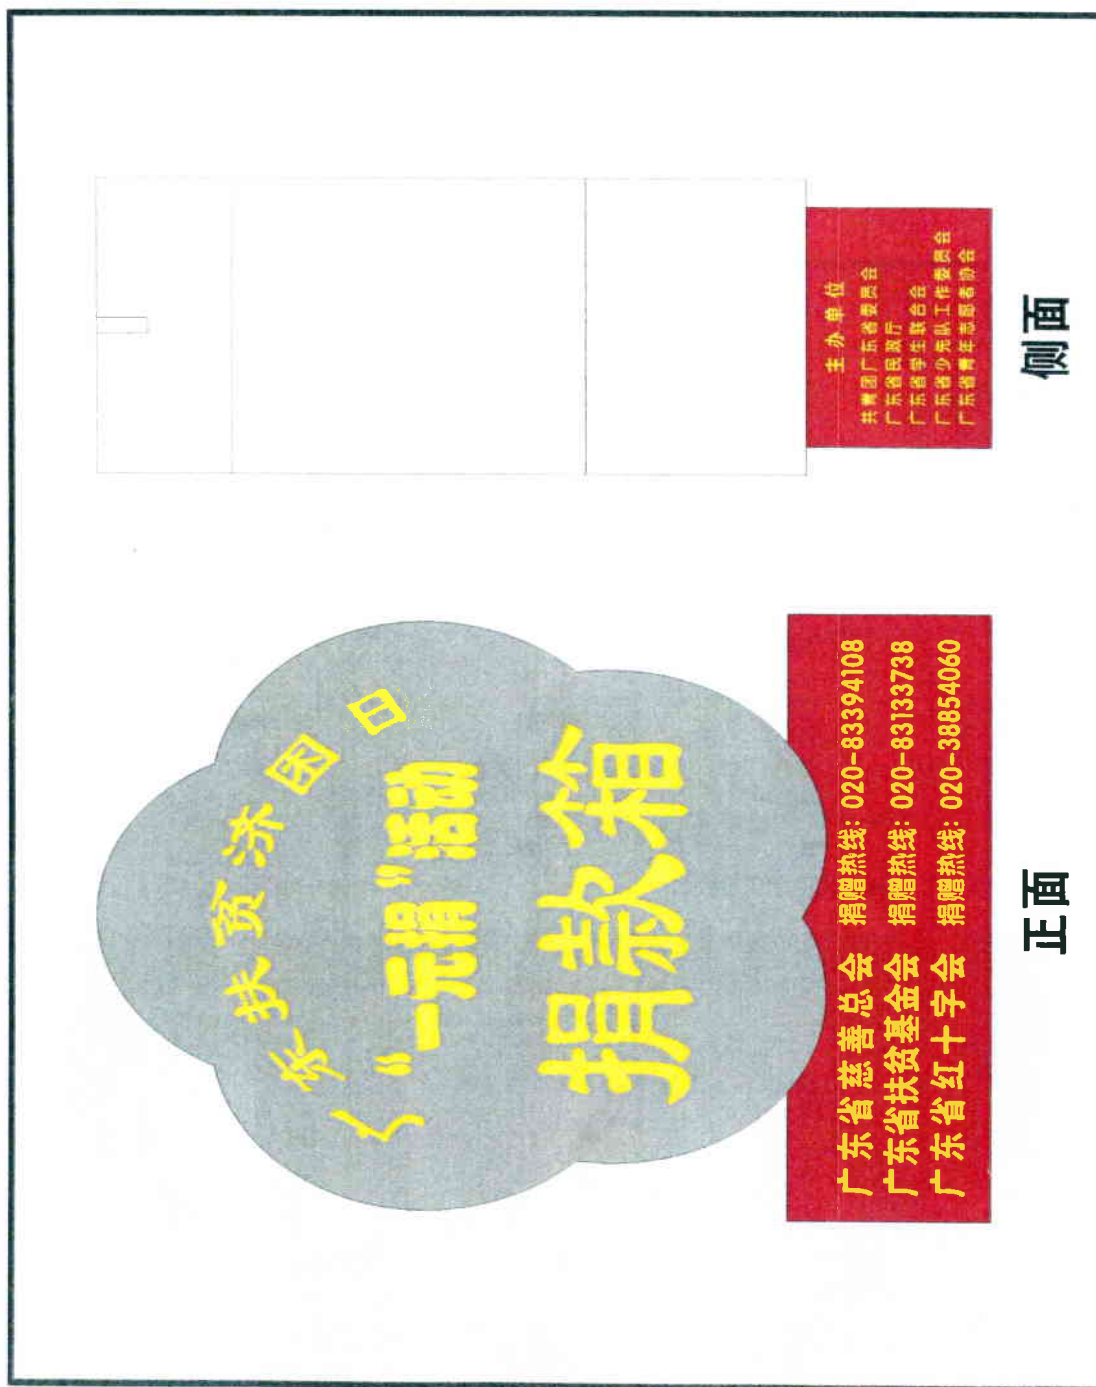 广东扶贫济困日
“一元捐”活动
捐款箱
广东省慈善总会 捐赠热线: 020-83394108
广东省扶贫基金会 捐赠热线: 020-83133738
广东省红十字会 捐赠热线: 020-38854060
正面
主办单位
共青团广东省委员会
广东省民政厅
广东省学生联合会
广东省少先队工作委员会
广东省青年志愿者协会
侧面